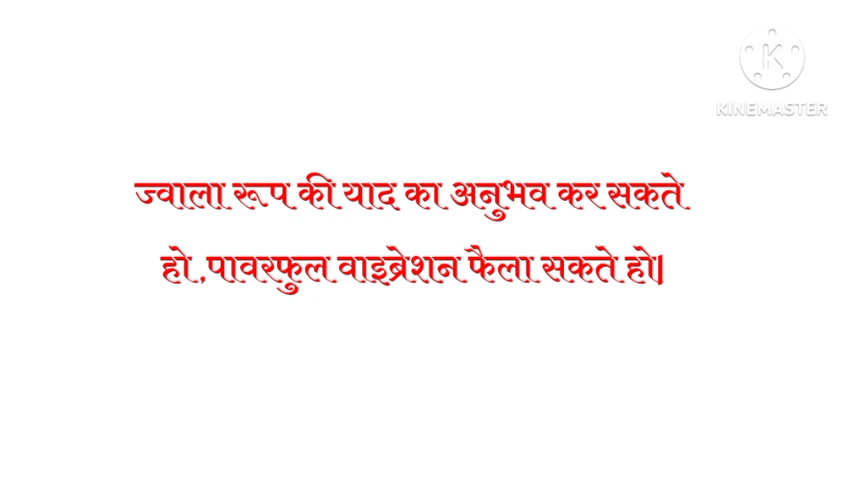 KINEMASTER
ज्वाला रूप की याद का अनुभव कर सकते
हो ,पावरफुल वाइब्रेशन फैला सकते हो|